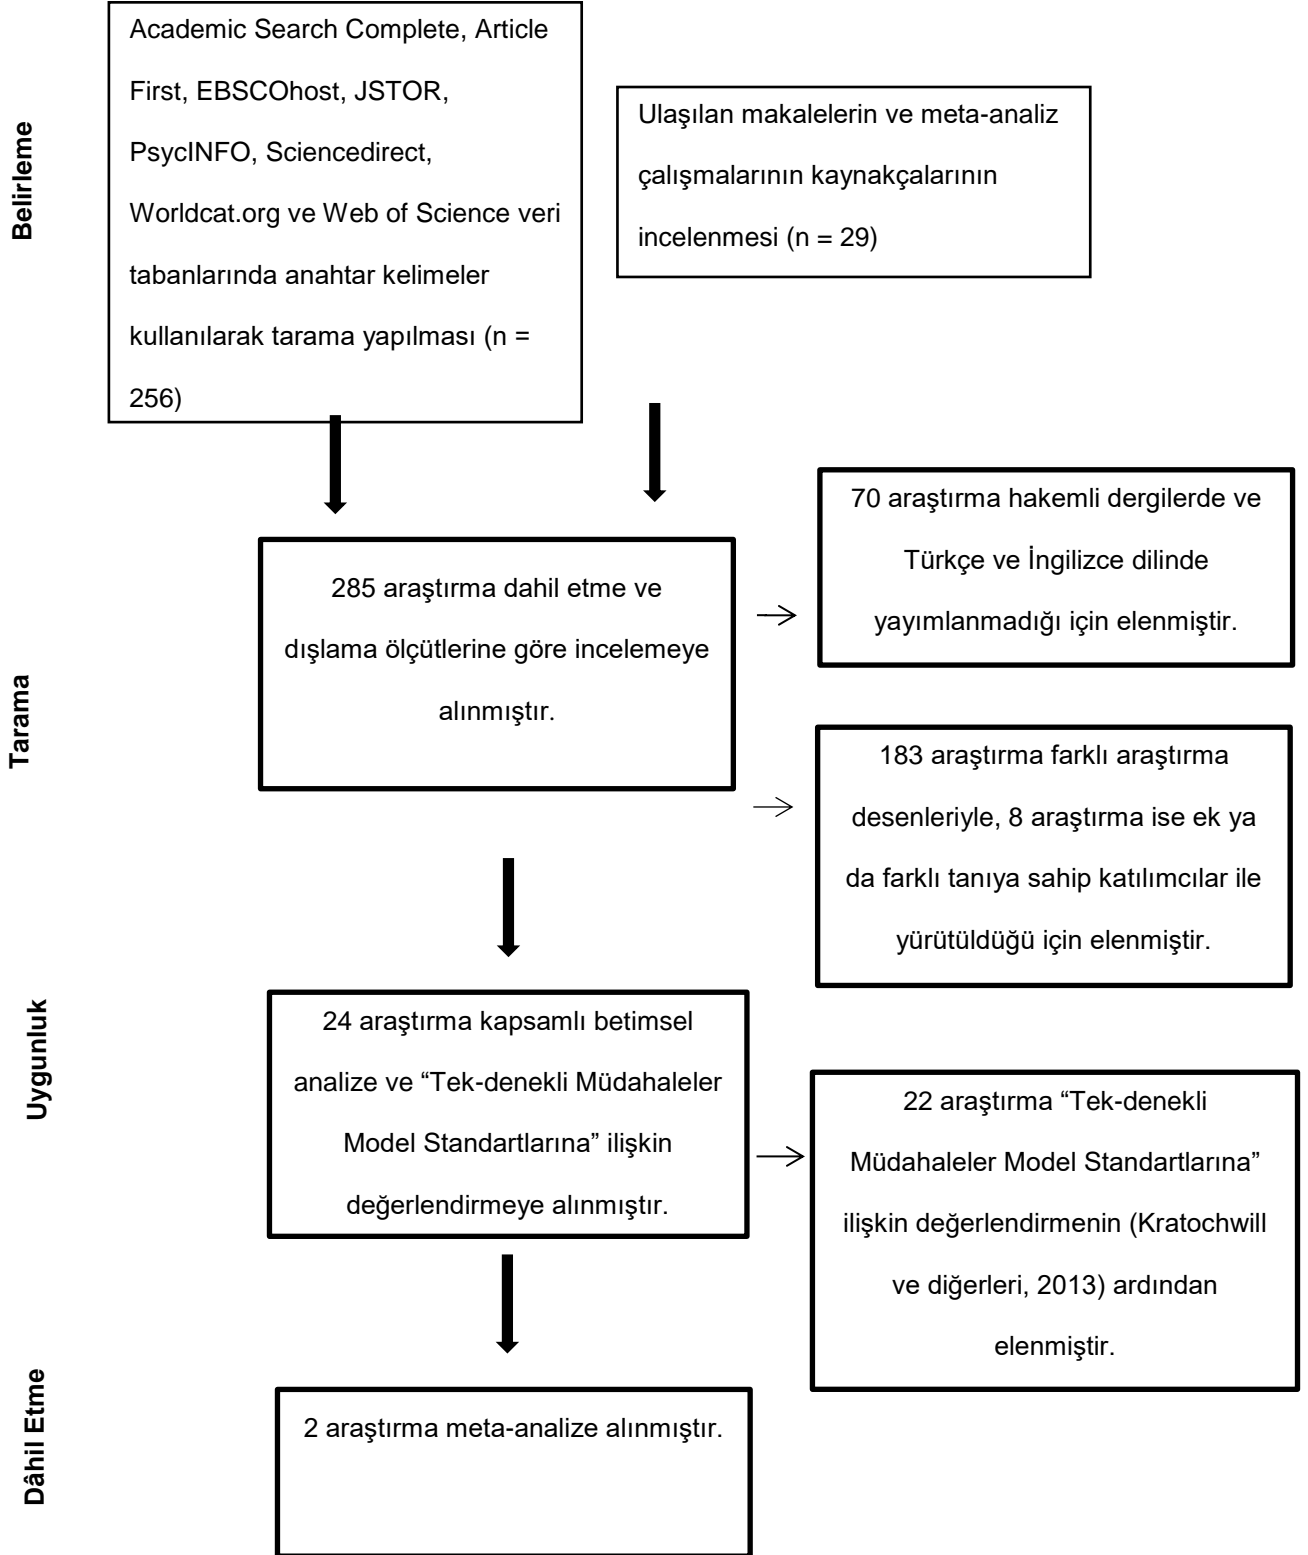 Belirleme
Academic Search Complete, Article
First, EBSCOhost, JSTOR,
PsycINFO, Sciencedirect,
Worldcat.org ve Web of Science veri
tabanlarında anahtar kelimeler
kullanılarak tarama yapılması (n =
256)
Ulaşılan makalelerin ve meta-analiz
çalışmalarının kaynakçalarının
incelenmesi (n = 29)
Tarama
285 araştırma dahil etme ve
dışlama ölçütlerine göre incelemeye
alınmıştır.
70 araştırma hakemli dergilerde ve
Türkçe ve İngilizce dilinde
yayımlanmadığı için elenmiştir.
183 araştırma farklı araştırma
desenleriyle, 8 araştırma ise ek ya
da farklı tanıya sahip katılımcılar ile
yürütüldüğü için elenmiştir.
Uygunluk
24 araştırma kapsamlı betimsel
analize ve “Tek-denekli Müdahaleler
Model Standartlarına” ilişkin
değerlendirmeye alınmıştır.
22 araştırma “Tek-denekli
Müdahaleler Model Standartlarına”
ilişkin değerlendirmenin (Kratochwill
ve diğerleri, 2013) ardından
elenmiştir.
Dâhil Etme
2 araştırma meta-analize alınmıştır.